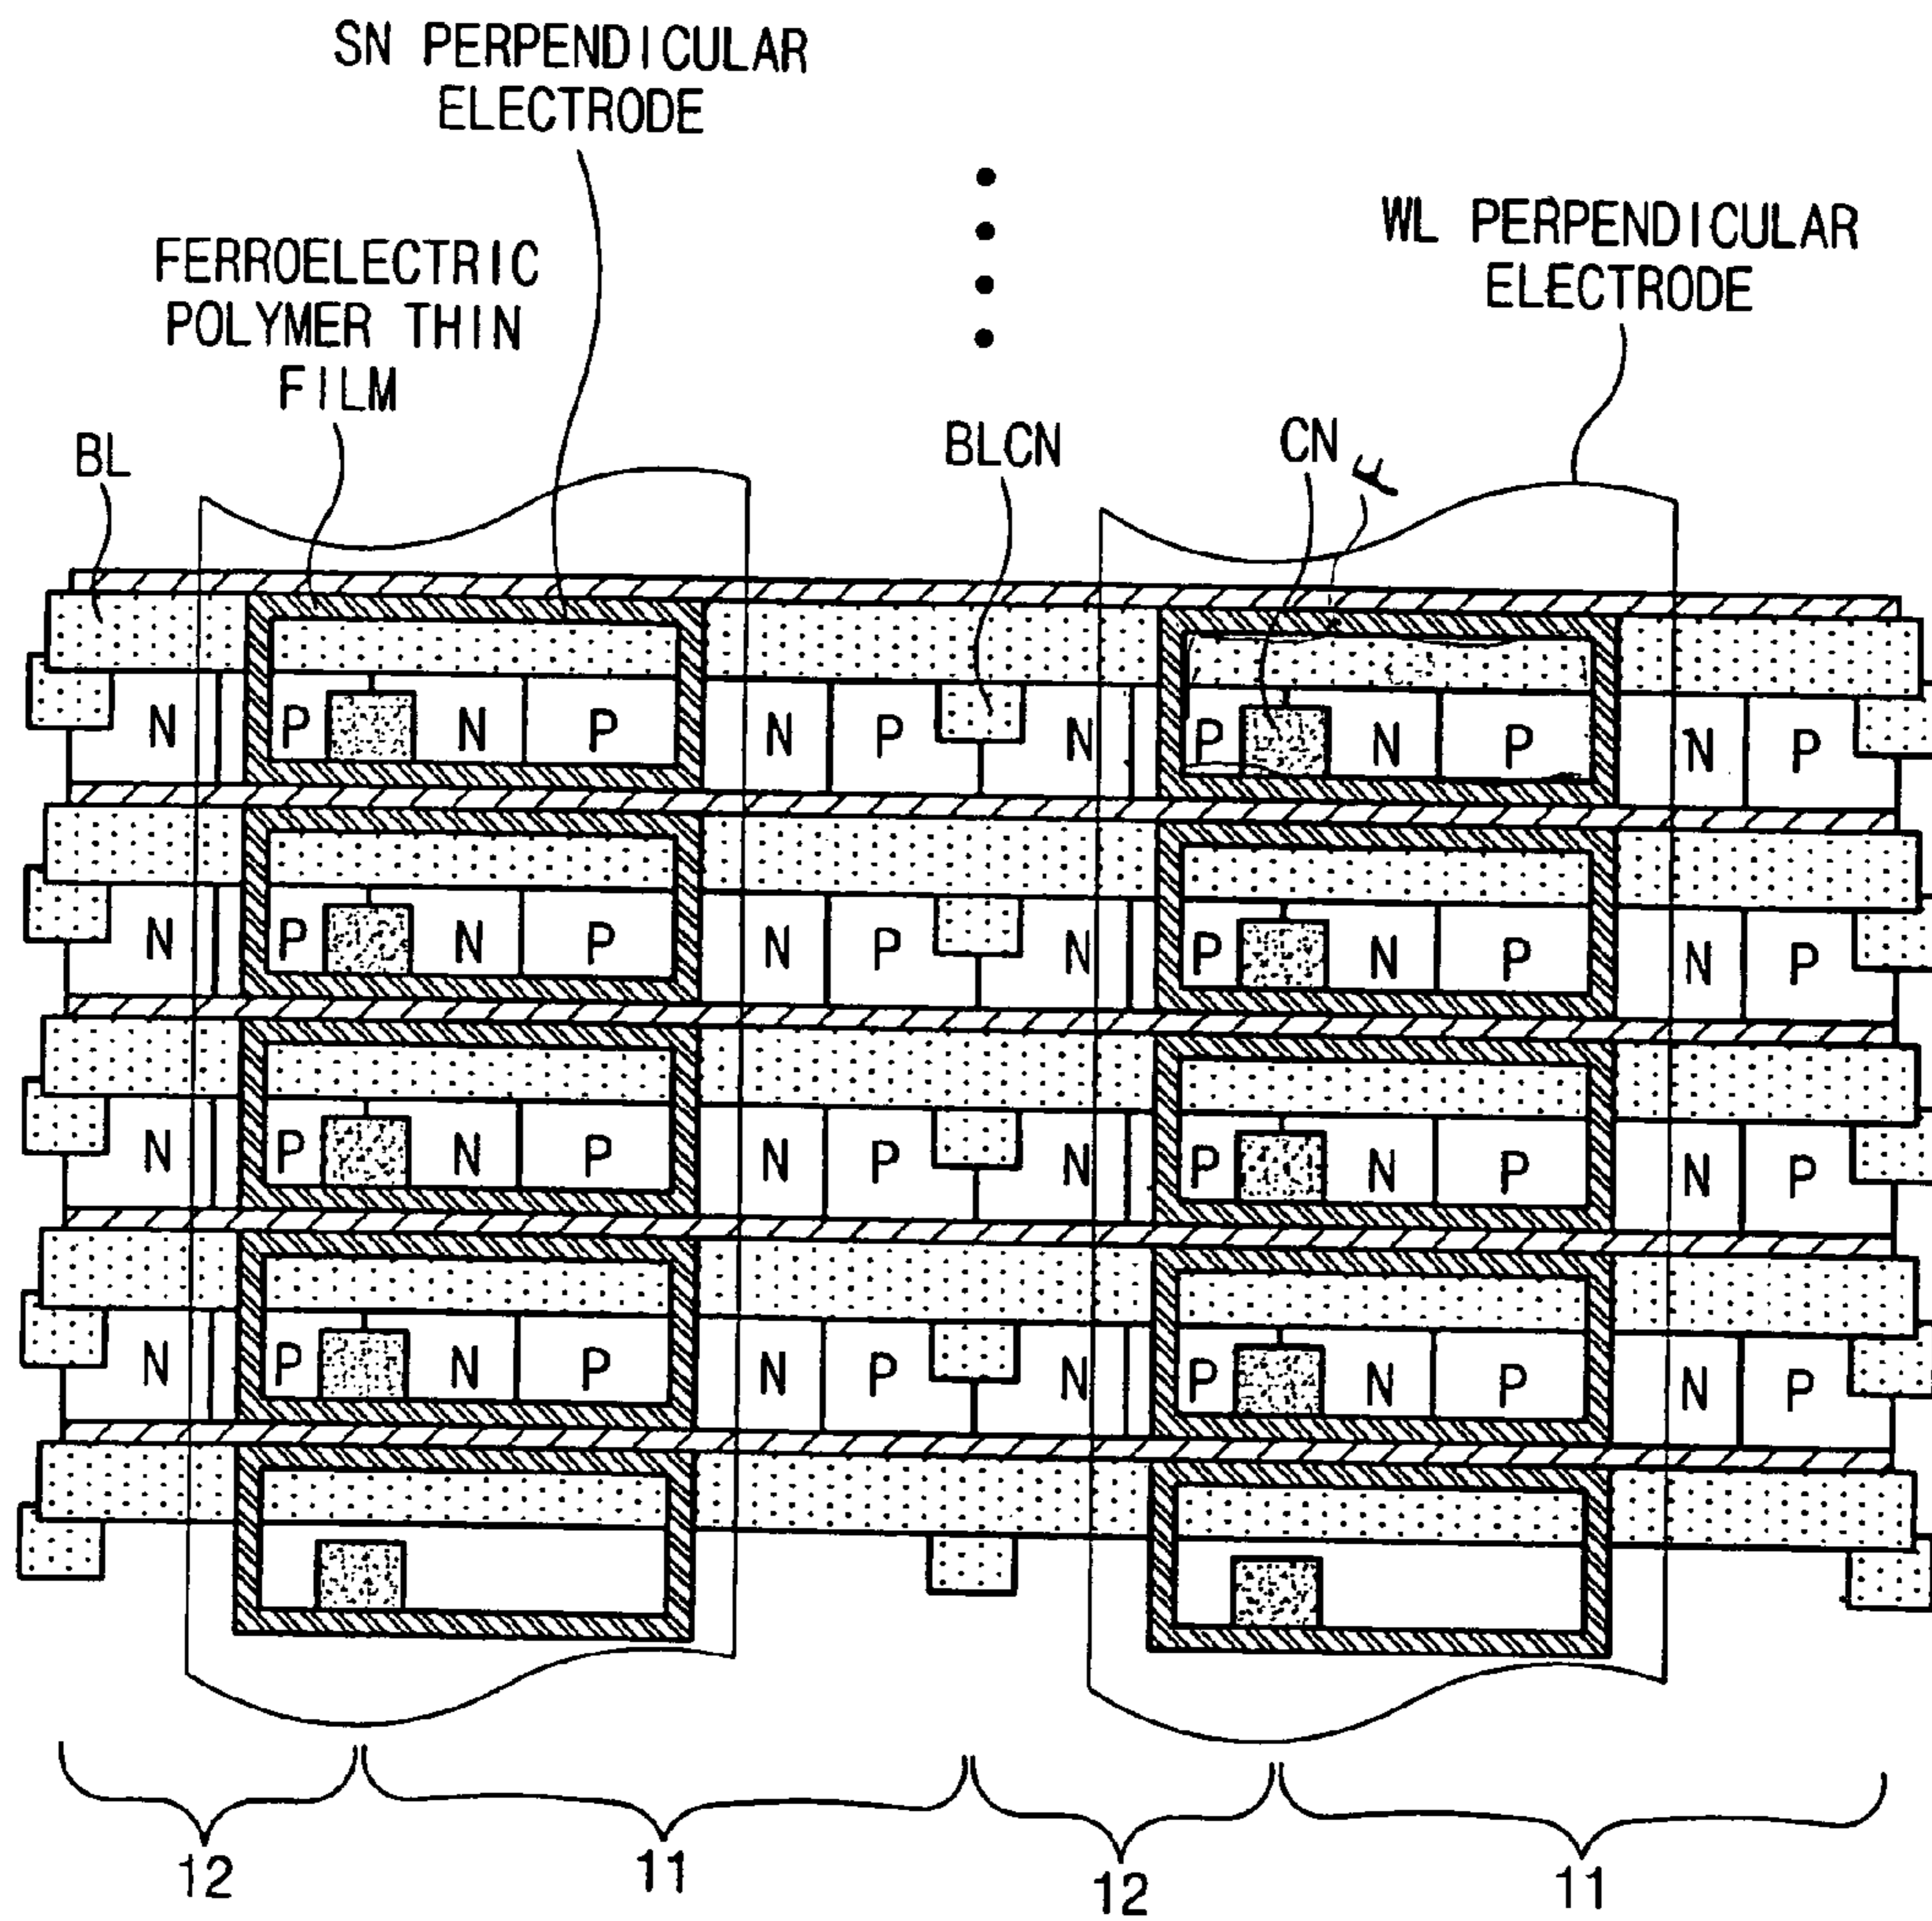 SN PERPENDICULAR
ELECTRODE
FERROELECTRIC
POLYMER THIN
FILM
WL PERPENDICULAR
ELECTRODE
BL
BLCN
CN
N P N P N P N P N P N P
N P N P N P N P N P N P
N P N P N P N P N P N P
N P N P N P N P N P N P
12 11 12 11